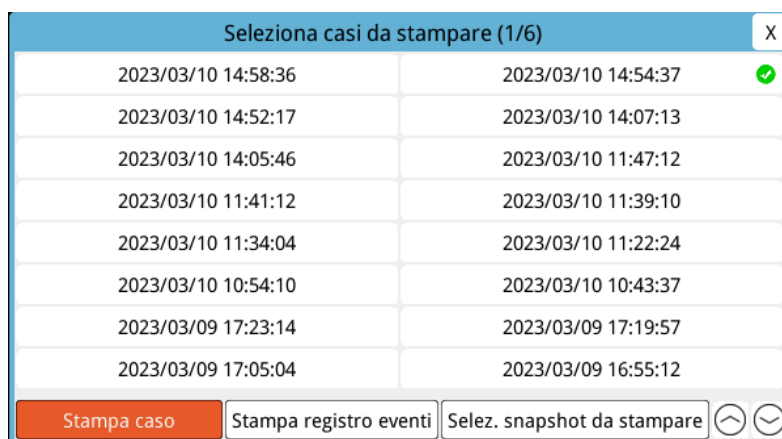 Seleziona casi da stampare (1/6) X
2023/03/10 14:58:36 2023/03/10 14:54:37
2023/03/10 14:52:17 2023/03/10 14:07:13
2023/03/10 14:05:46 2023/03/10 11:47:12
2023/03/10 11:41:12 2023/03/10 11:39:10
2023/03/10 11:34:04 2023/03/10 11:22:24
2023/03/10 10:54:10 2023/03/10 10:43:37
2023/03/09 17:23:14 2023/03/09 17:19:57
2023/03/09 17:05:04 2023/03/09 16:55:12
Stampa caso Stampa registro eventi Selez. snapshot da stampare